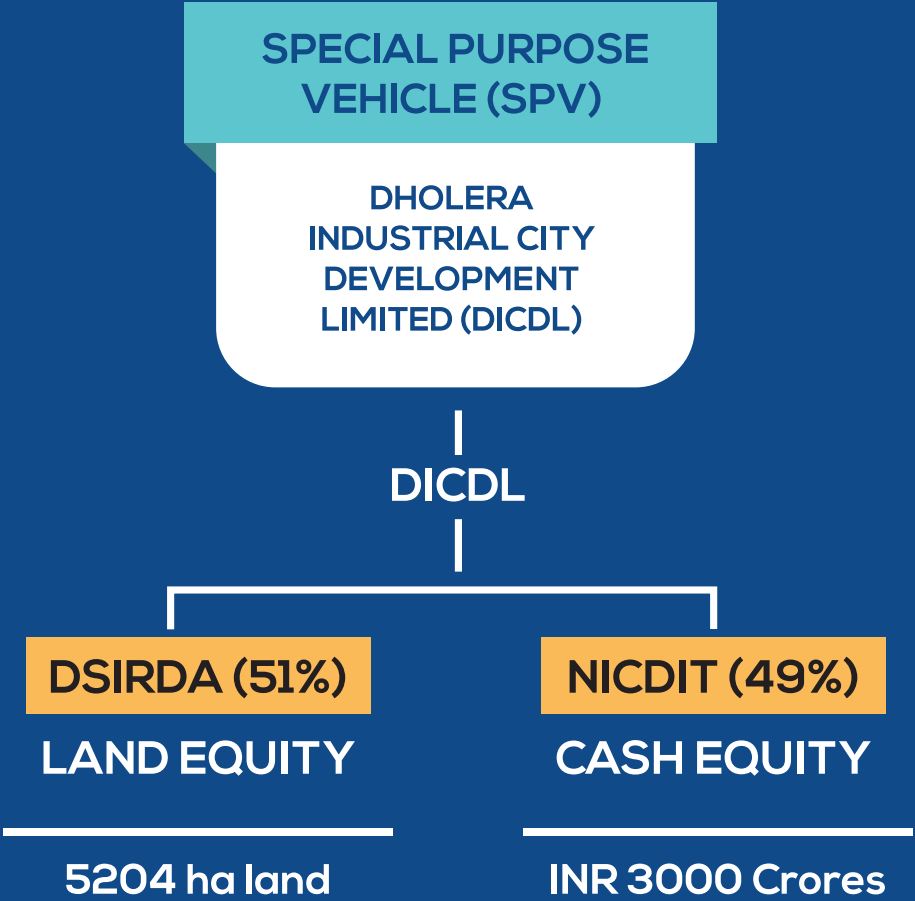 SPECIAL PURPOSE
VEHICLE (SPV)
DHOLERA
INDUSTRIAL CITY
DEVELOPMENT
LIMITED (DICDL)
DICDL
DSIRDA (51%)
LAND EQUITY
5204 ha land
NICDIT (49%)
CASH EQUITY
INR 3000 Crores